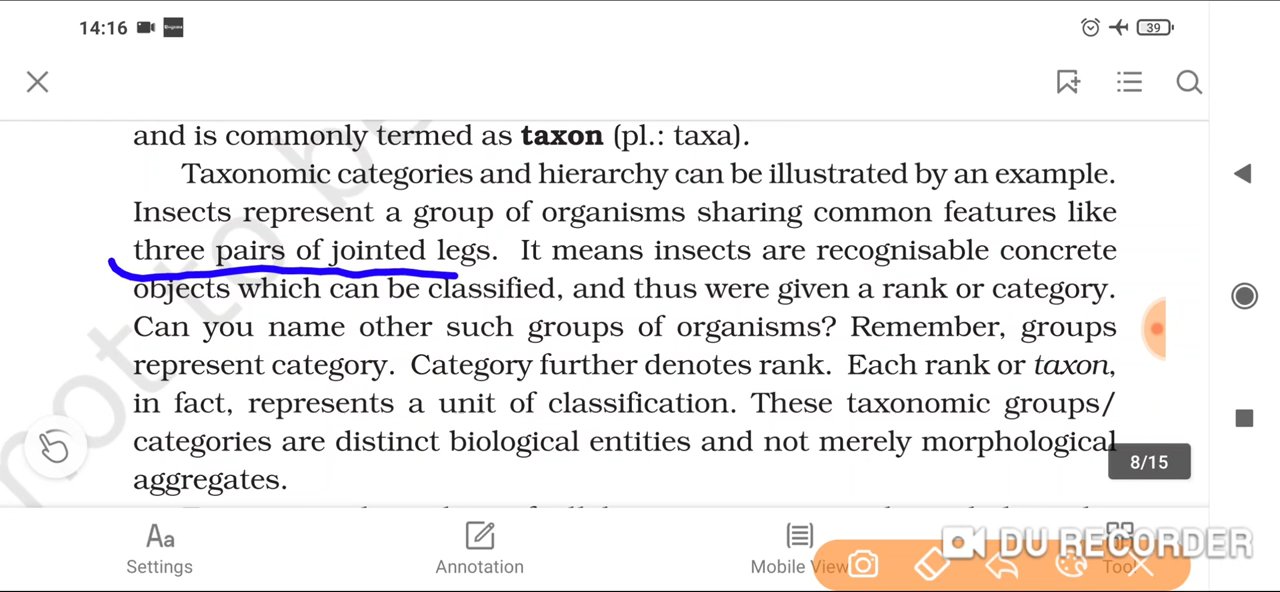 14:16
39
and is commonly termed as taxon (pl.: taxa).
Taxonomic categories and hierarchy can be illustrated by an example.
Insects represent a group of organisms sharing common features like
three pairs of jointed legs. It means insects are recognisable concrete
objects which can be classified, and thus were given a rank or category.
Can you name other such groups of organisms? Remember, groups
represent category. Category further denotes rank. Each rank or taxon,
in fact, represents a unit of classification. These taxonomic groups/
categories are distinct biological entities and not merely morphological
aggregates.
not to be
8/15
DU RECORDER
Settings
Annotation
Mobile View
Tool